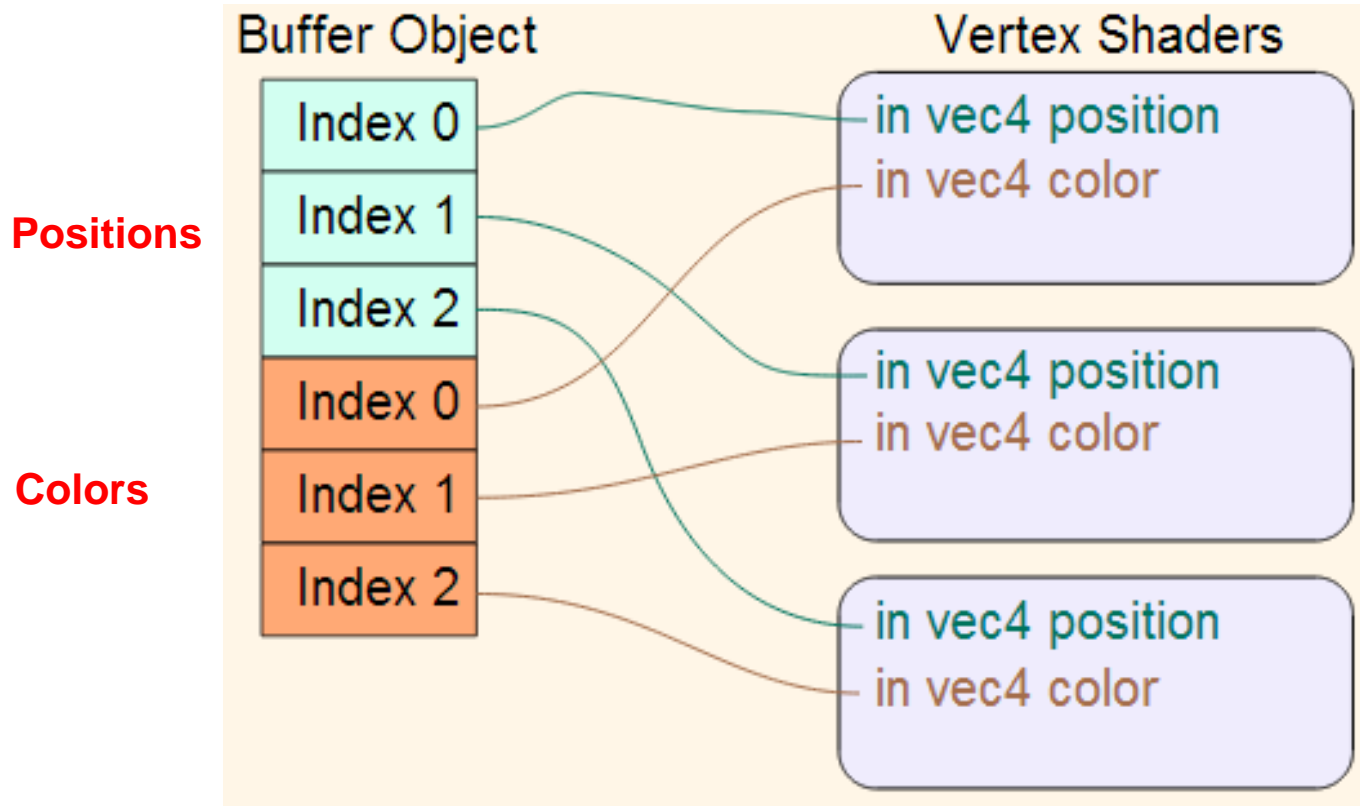 Buffer Object
Vertex Shaders
Positions
Index 0
Index 1
Index 2
Colors
Index 0
Index 1
Index 2
in vec4 position
in vec4 color
in vec4 position
in vec4 color
in vec4 position
in vec4 color